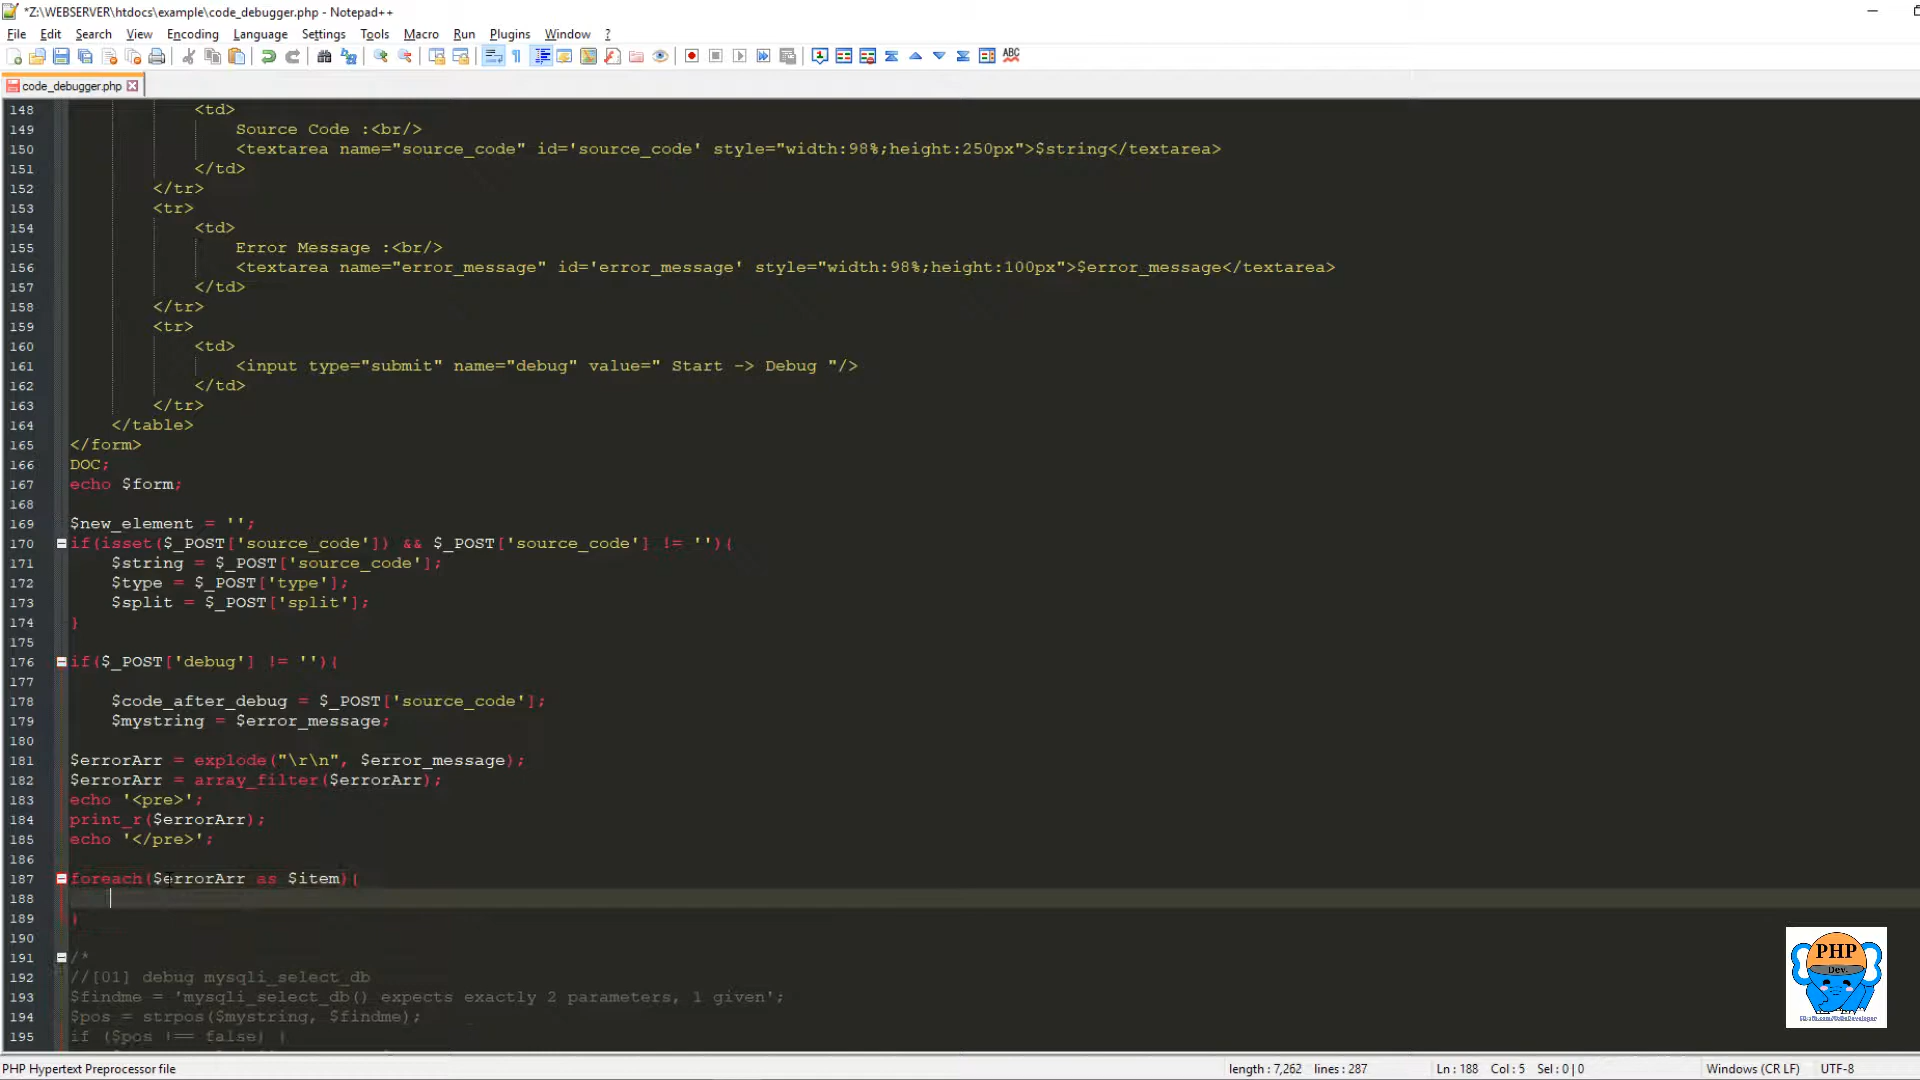 *Z:\WEBSERVER\htdocs\example\code_debugger.php - Notepad++
File Edit Search View Encoding Language Settings Tools Macro Run Plugins Window ?
ABC
code_debugger.php
148 <td>
149 Source Code :<br/>
150 <textarea name="source_code" id='source_code' style="width:98%;height:250px">$string</textarea>
151 </td>
152 </tr>
153 <tr>
154 <td>
155 Error Message :<br/>
156 <textarea name="error_message" id='error_message' style="width:98%;height:100px">$error_message</textarea>
157 </td>
158 </tr>
159 <tr>
160 <td>
161 <input type="submit" name="debug" value=" Start -> Debug "/>
162 </td>
163 </tr>
164 </table>
165 </form>
166 DOC;
167 echo $form;
168
169 $new_element = '';
170 if(isset($_POST['source_code']) && $_POST['source_code'] != ''){
171 $string = $_POST['source_code'];
172 $type = $_POST['type'];
173 $split = $_POST['split'];
174 }
175
176 if($_POST['debug'] != ''){
177
178 $code_after_debug = $_POST['source_code'];
179 $mystring = $error_message;
180
181 $errorArr = explode("\r\n", $error_message);
182 $errorArr = array_filter($errorArr);
183 echo '<pre>';
184 print_r($errorArr);
185 echo '</pre>';
186
187 foreach($errorArr as $item){
188
189 }
190
191 /*
192 //[01] debug mysqli_select_db
193 $findme = 'mysqli_select_db() expects exactly 2 parameters, 1 given';
194 $pos = strpos($mystring, $findme);
195 if ($pos !== false) {
PHP
Dev.
PHP Hypertext Preprocessor file length : 7,262 lines : 287 Ln : 188 Col : 5 Sel : 0 | 0 Windows (CR LF) UTF-8